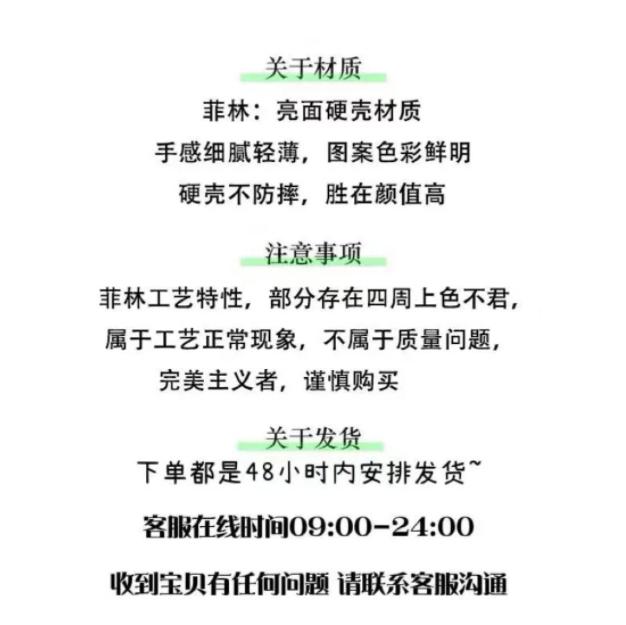 关于材质
菲林：亮面硬壳材质
手感细腻轻薄，图案色彩鲜明
硬壳不防摔，胜在颜值高
注意事项
菲林工艺特性，部分存在四周上色不君，
属于工艺正常现象，不属于质量问题，
完美主义者，谨慎购买
关于发货
下单都是48小时内安排发货~
客服在线时间09:00-24:00
收到宝贝有任何问题 请联系客服沟通